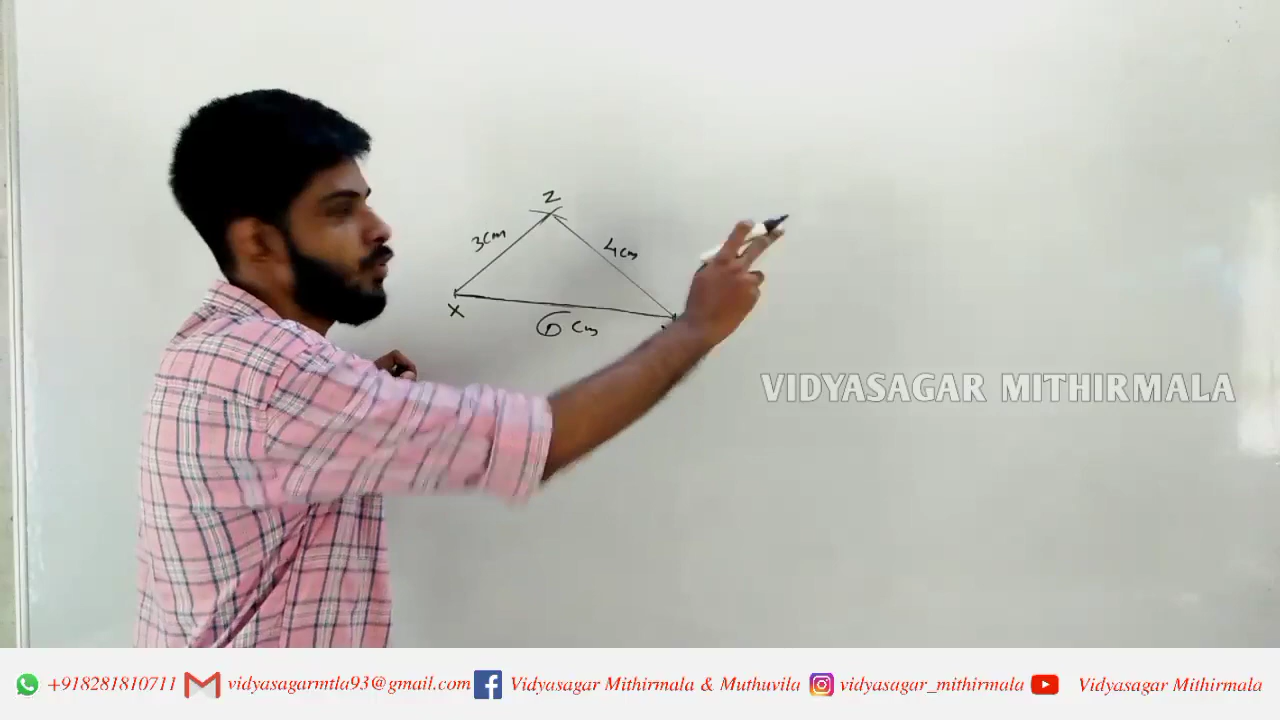 Z
3cm
4cm
X
6 cm
VIDYASAGAR MITHIRMALA
+918281810711 vidyasagarmtla93@gmail.com Vidyasagar Mithirmala & Muthuvila vidyasagar_mithirmala Vidyasagar Mithirmala